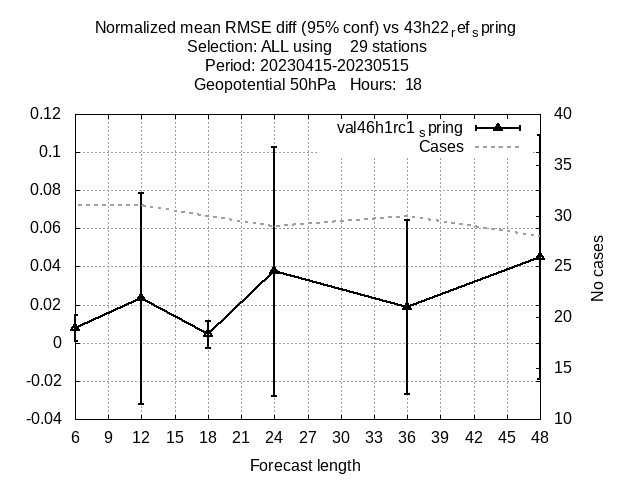 Normalized mean RMSE diff (95% conf) vs 43h22refspring
Selection: ALL using 29 stations
Period: 20230415-20230515
Geopotential 50hPa Hours: 18
val46h1rc1spring
Cases
0.12
0.1
0.08
0.06
0.04
0.02
0
-0.02
-0.04
40
35
30
25
20
15
10
No cases
6 9 12 15 18 21 24 27 30 33 36 39 42 45 48
Forecast length